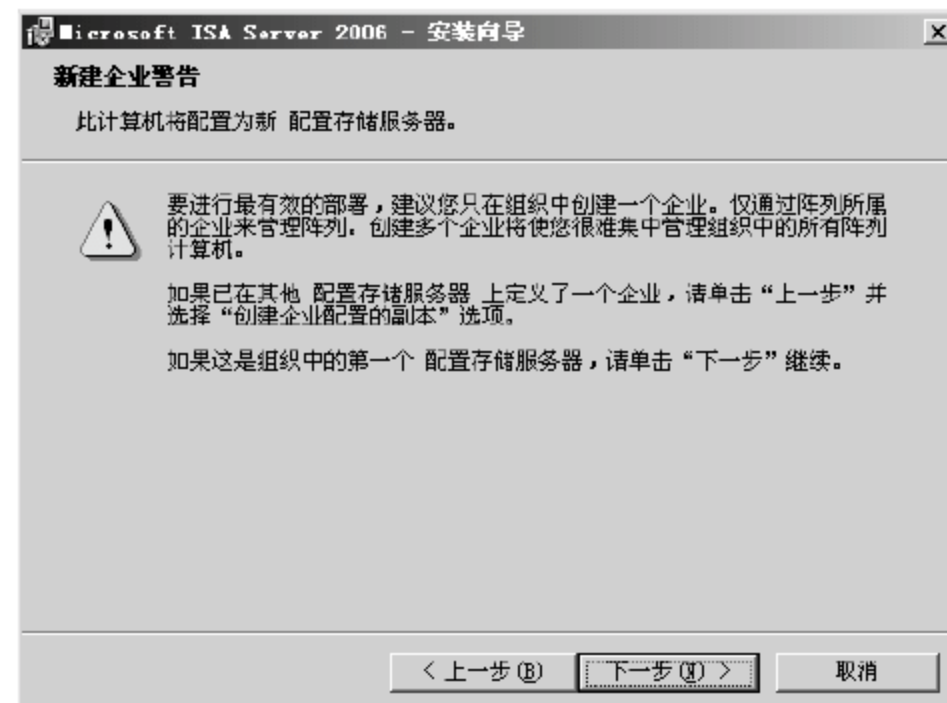 Microsoft ISA Server 2006 - 安装向导
新建企业警告
此计算机将配置为新 配置存储服务器。
要进行最有效的部署，建议您只在组织中创建一个企业。仅通过阵列所属
的企业来管理阵列. 创建多个企业将使您很难集中管理组织中的所有阵列
计算机。
如果已在其他 配置存储服务器 上定义了一个企业，请单击“上一步”并
选择“创建企业配置的副本”选项。
如果这是组织中的第一个 配置存储服务器，请单击“下一步”继续。
< 上一步(B) 下一步(N) > 取消